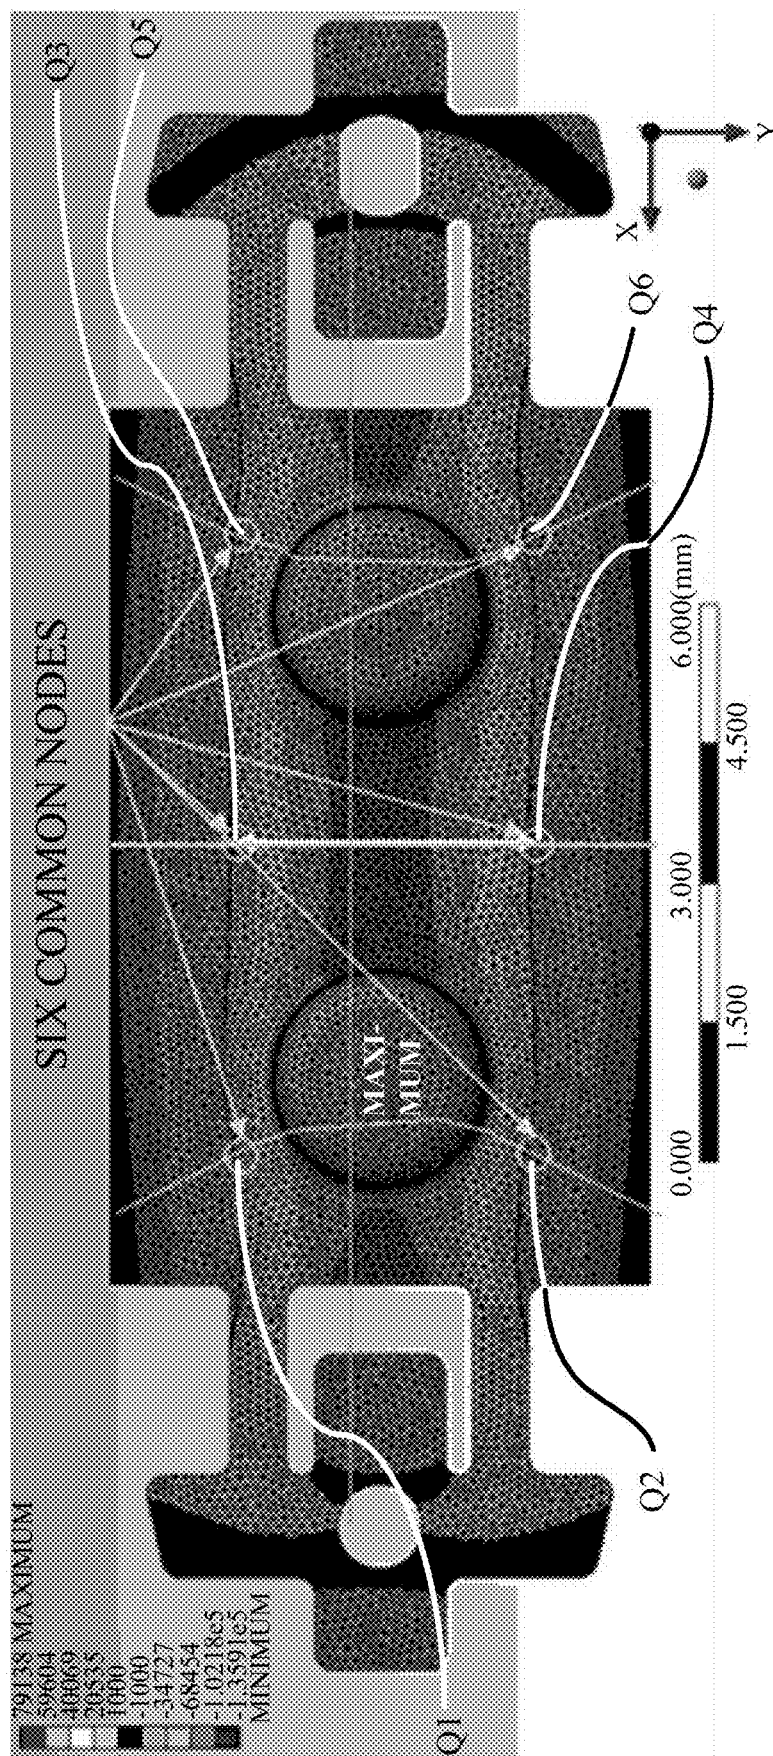 79138 MAXIMUM
59604
40069
20535
1000
-1000
-34727
-68454
-1.0218e5
-1.3591e5
MINIMUM
SIX COMMON NODES
Q3
Q5
MAXI-
MUM
Q1
Q2
Q6
Q4
X
Y
0.000
3.000
6.000(mm)
1.500
4.500